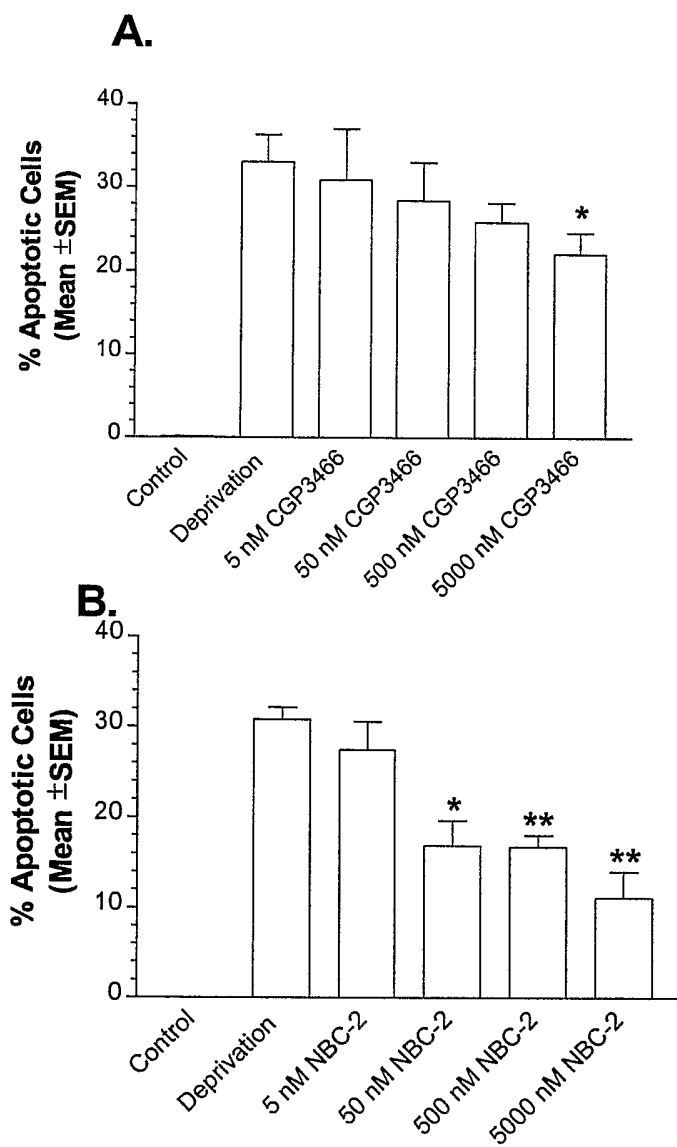 A.
% Apoptotic Cells
(Mean ±SEM)
40
30
20
10
0
*
Control
Deprivation
5 nM CGP3466
50 nM CGP3466
500 nM CGP3466
5000 nM CGP3466
B.
% Apoptotic Cells
(Mean ±SEM)
40
30
20
10
0
*
**
**
Control
Deprivation
5 nM NBC-2
50 nM NBC-2
500 nM NBC-2
5000 nM NBC-2